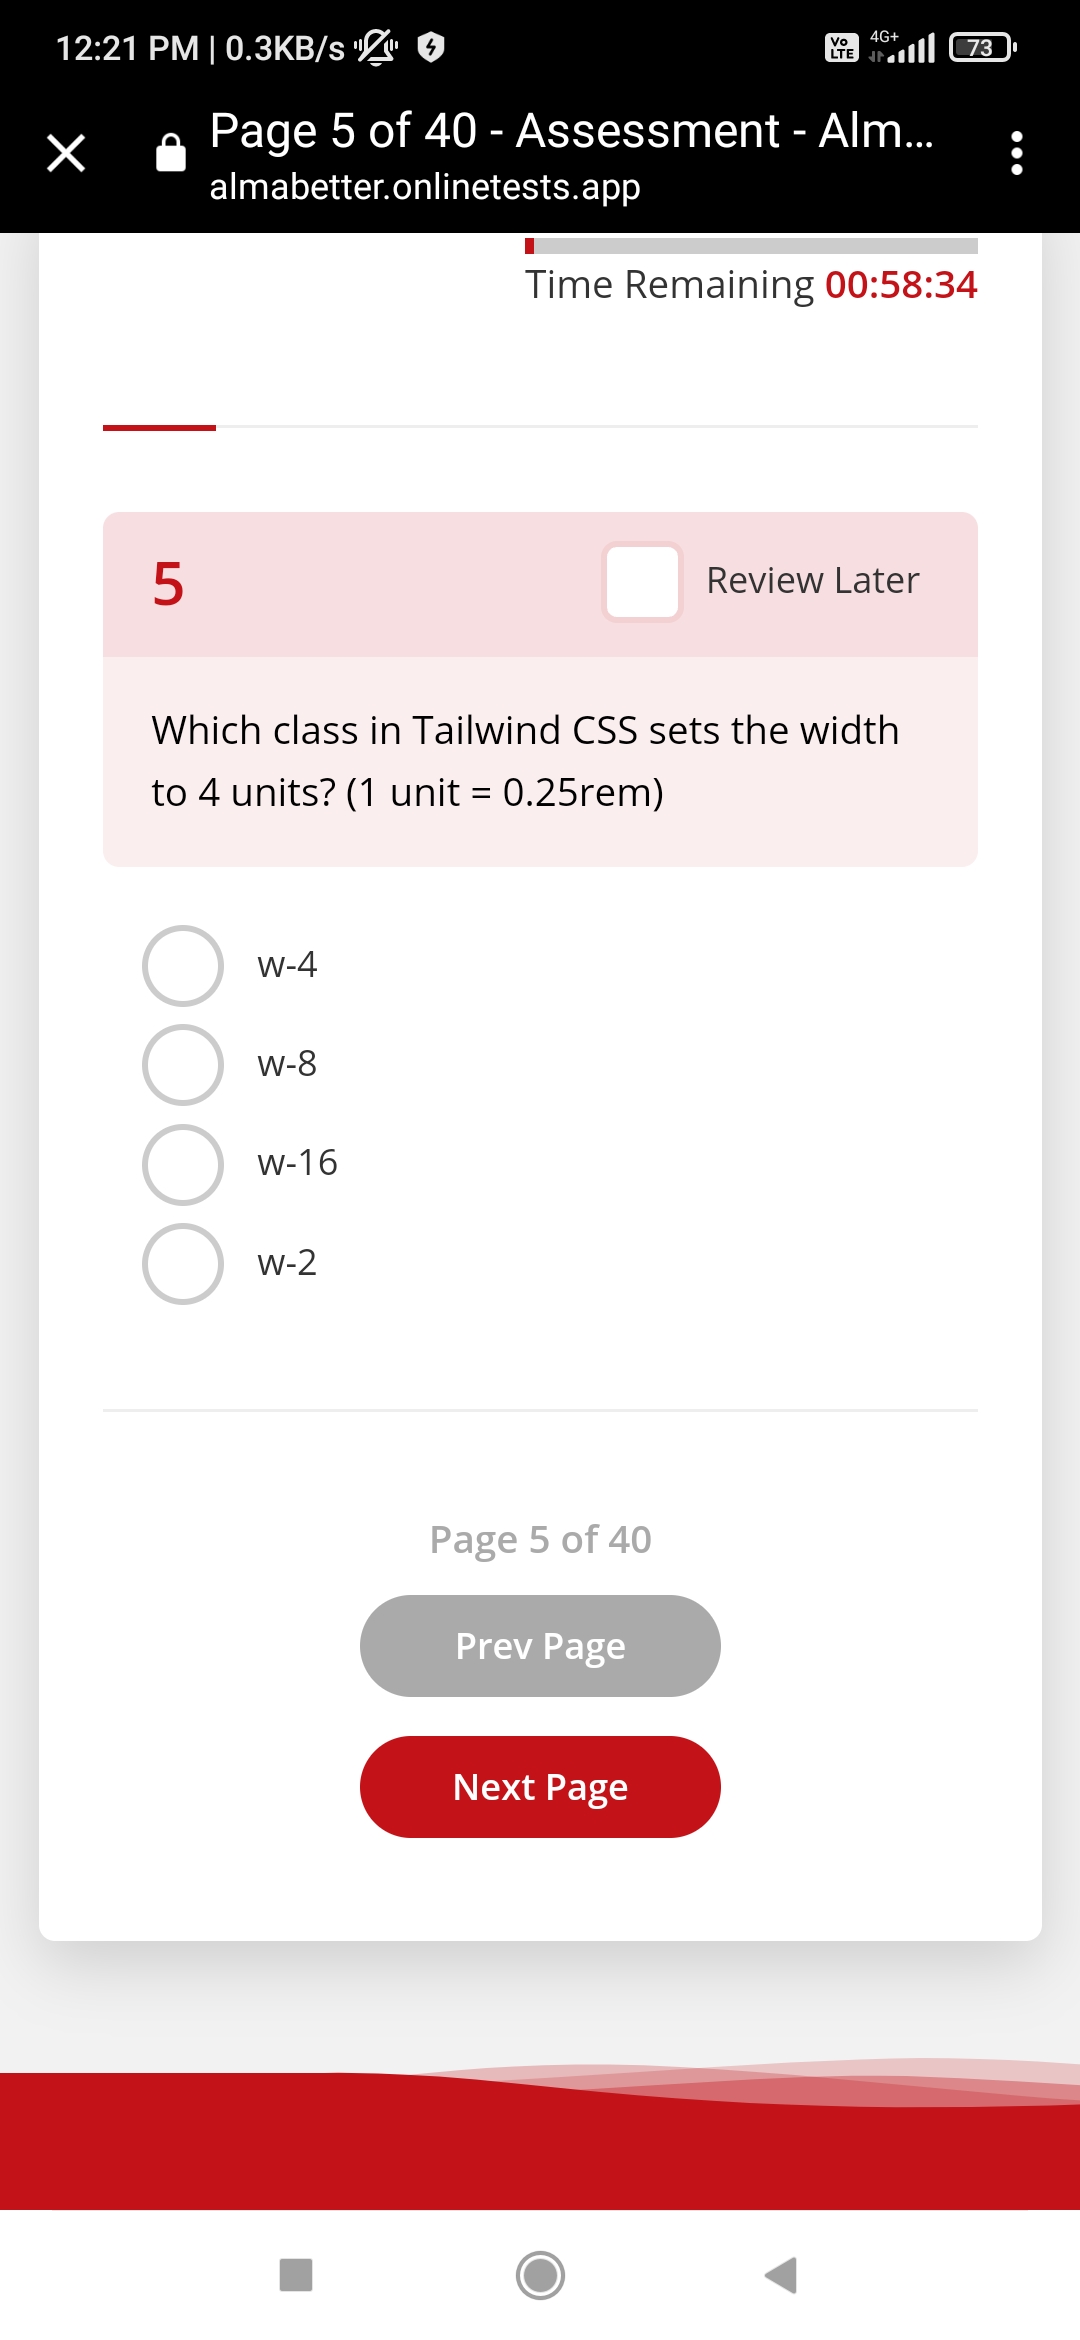 12:21 PM | 0.3KB/s
Vo LTE 4G+ 73
Page 5 of 40 - Assessment - Alm...
almabetter.onlinetests.app
Time Remaining 00:58:34
5 Review Later
Which class in Tailwind CSS sets the width
to 4 units? (1 unit = 0.25rem)
w-4
w-8
w-16
w-2
Page 5 of 40
Prev Page
Next Page